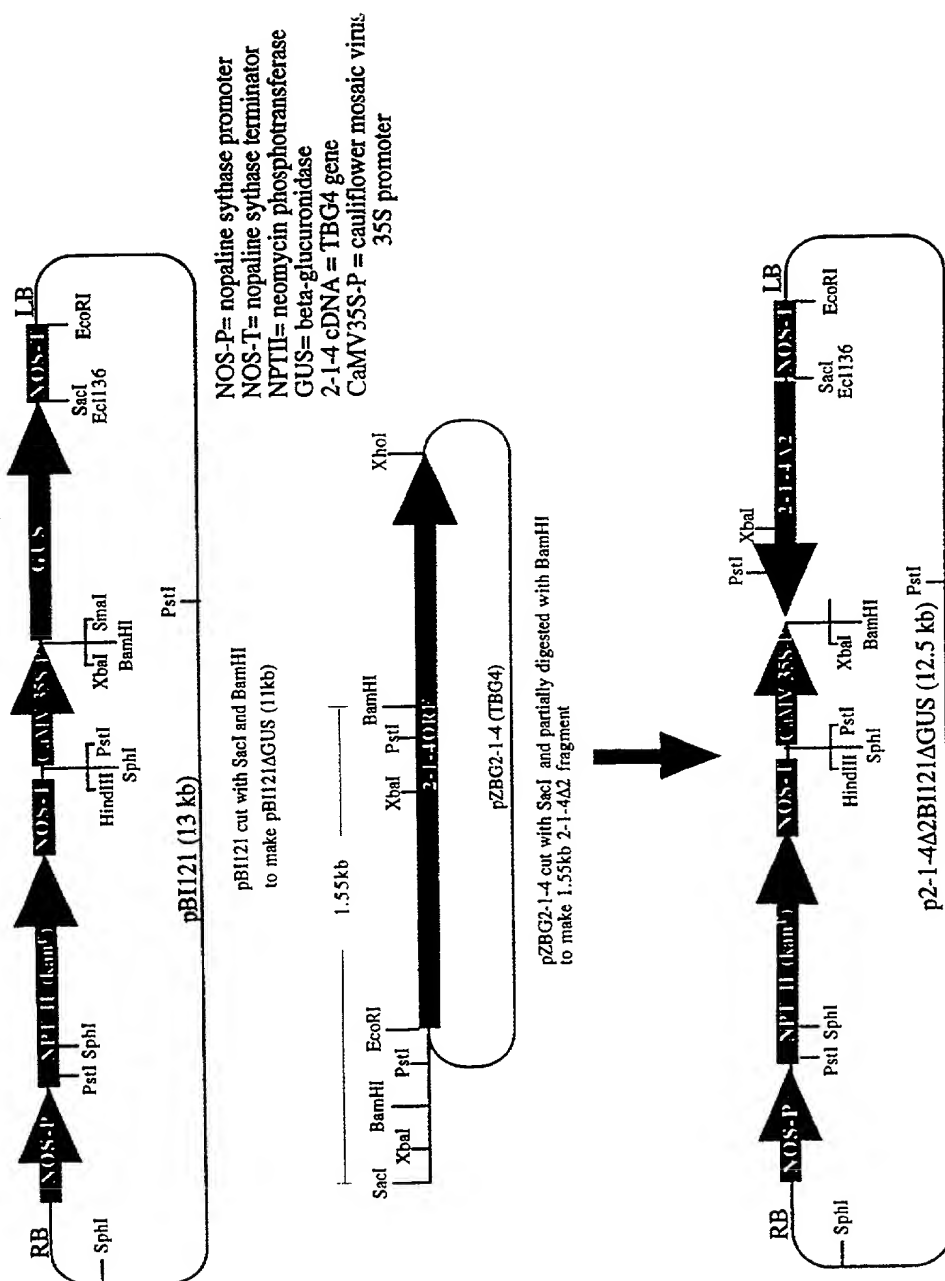 RB
NOS-P
NPT II (kanR)
NOS-T
CaMV 35S-P
GUS
NOS-T
LB
SphI
PstI SphI
HindIII PstI
SphI
XbaI SmaI
BamHI
SacI
Ecl136
EcoRI
pBI121 (13 kb)
PstI
pBI121 cut with SacI and BamHI
to make pBI121ΔGUS (11kb)
NOS-P= nopaline sythase promoter
NOS-T= nopaline sythase terminator
NPTII= neomycin phosphotransferase
GUS= beta-glucuronidase
2-1-4 cDNA = TBG4 gene
CaMV35S-P = cauliflower mosaic virus
35S promoter
1.55kb
SacI
XbaI
BamHI
PstI
EcoRI
XbaI
PstI
BamHI
XhoI
2-1-4ORF
pZBG2-1-4 (TBG4)
pZBG2-1-4 cut with SacI and partially digested with BamHI
to make 1.55kb 2-1-4Δ2 fragment
RB
NOS-P
NPT II (kanR)
NOS-T
CaMV 35S-P
2-1-4Δ2
NOS-T
LB
SphI
PstI SphI
HindIII PstI
SphI
XbaI
BamHI
PstI
XbaI
SacI
Ecl136
EcoRI
p2-1-4Δ2BI121ΔGUS (12.5 kb)
PstI